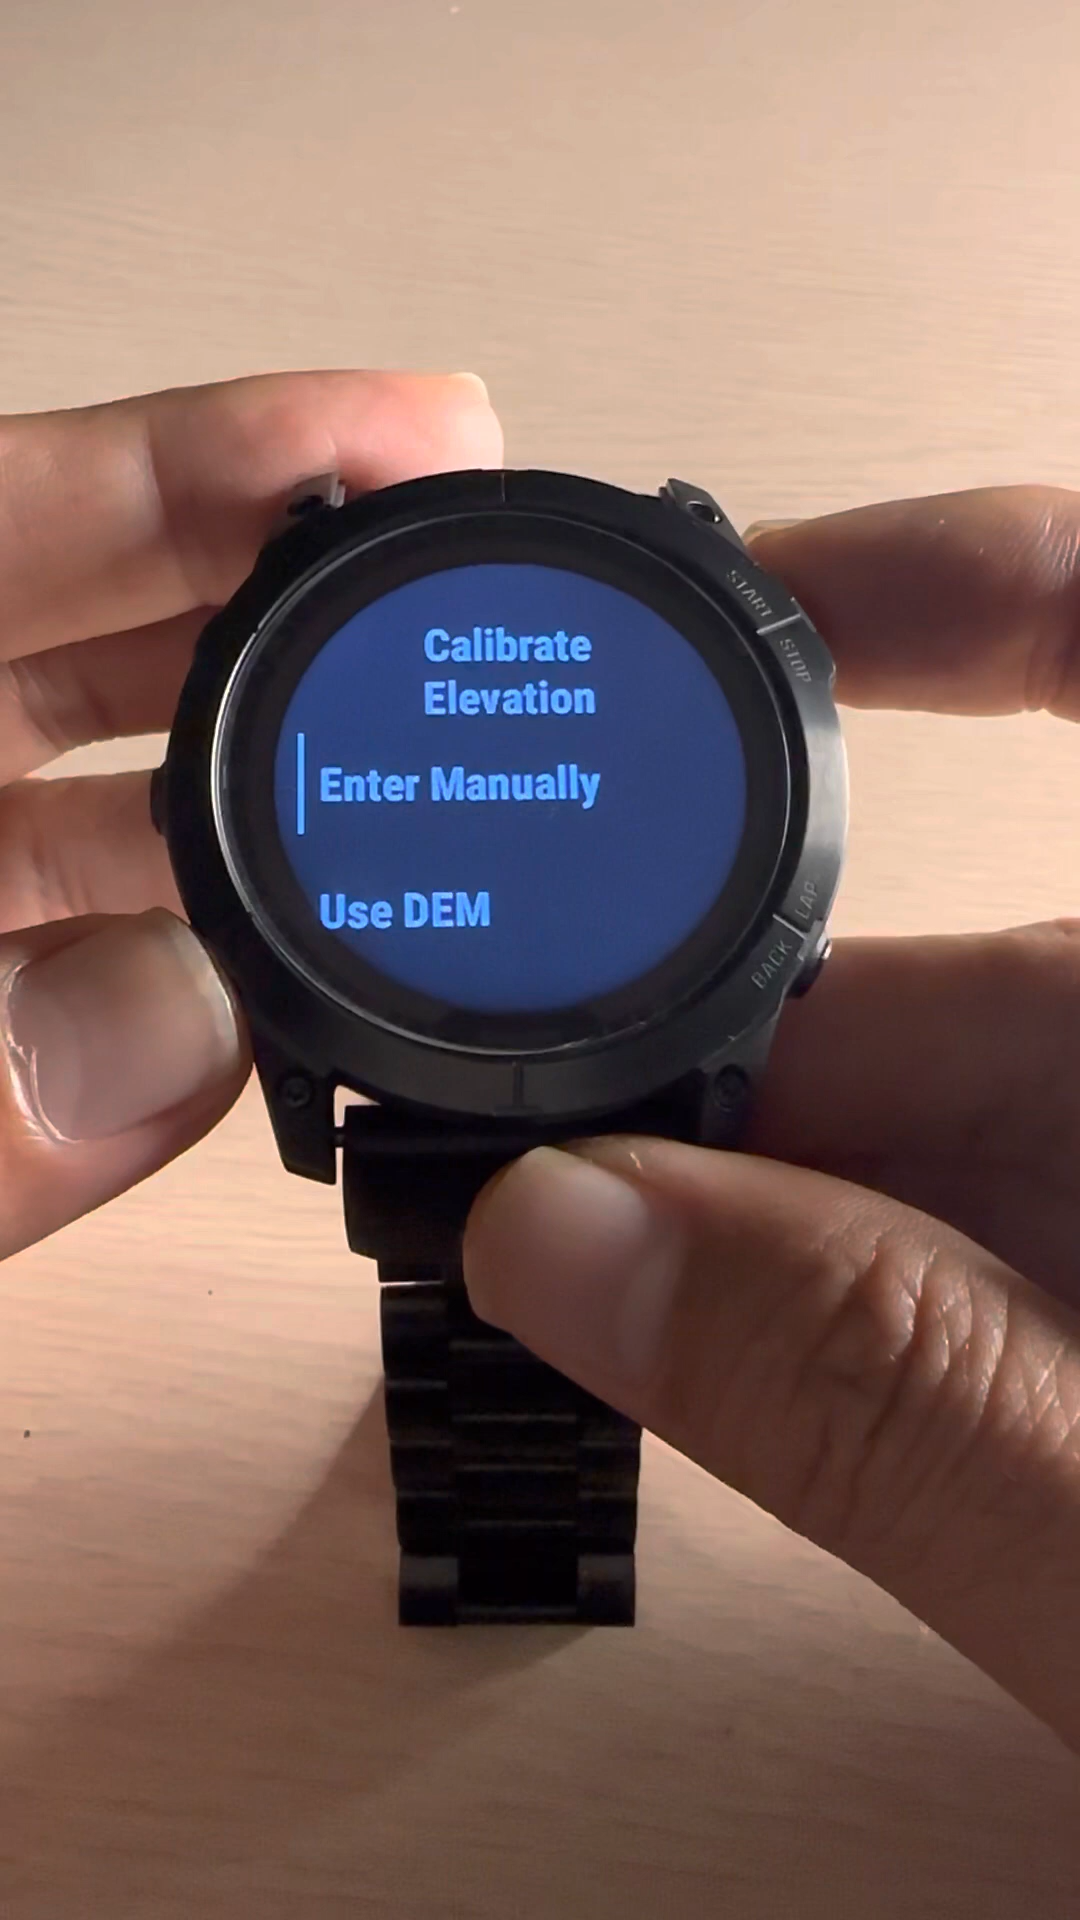 Calibrate
Elevation
Enter Manually
Use DEM
START
STOP
LAP
BACK